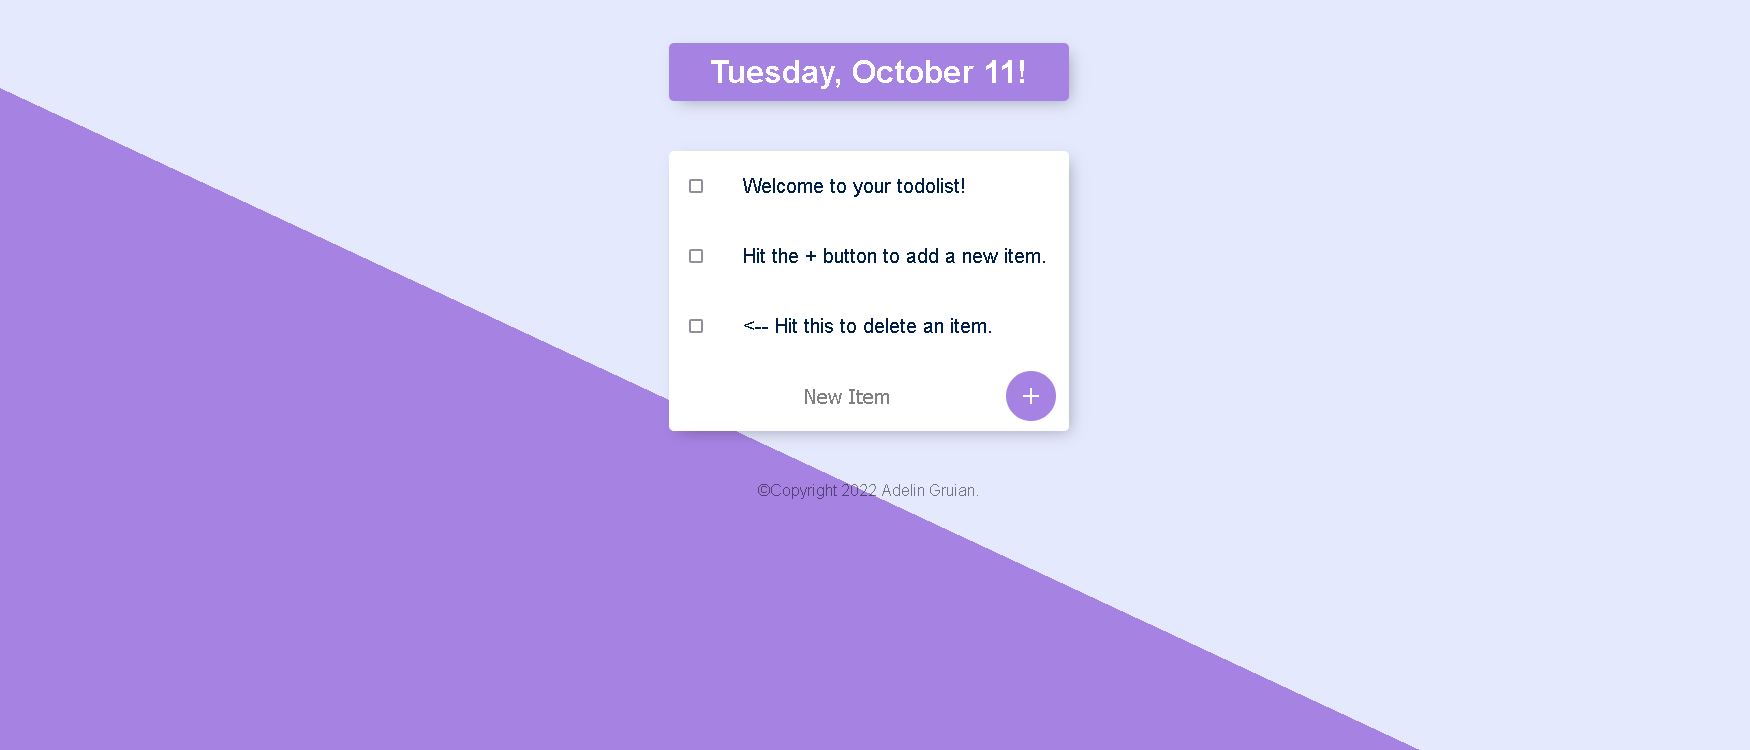 Tuesday, October 11!
Welcome to your todolist!
Hit the + button to add a new item.
<-- Hit this to delete an item.
New Item
+
©Copyright 2022 Adelin Gruian.